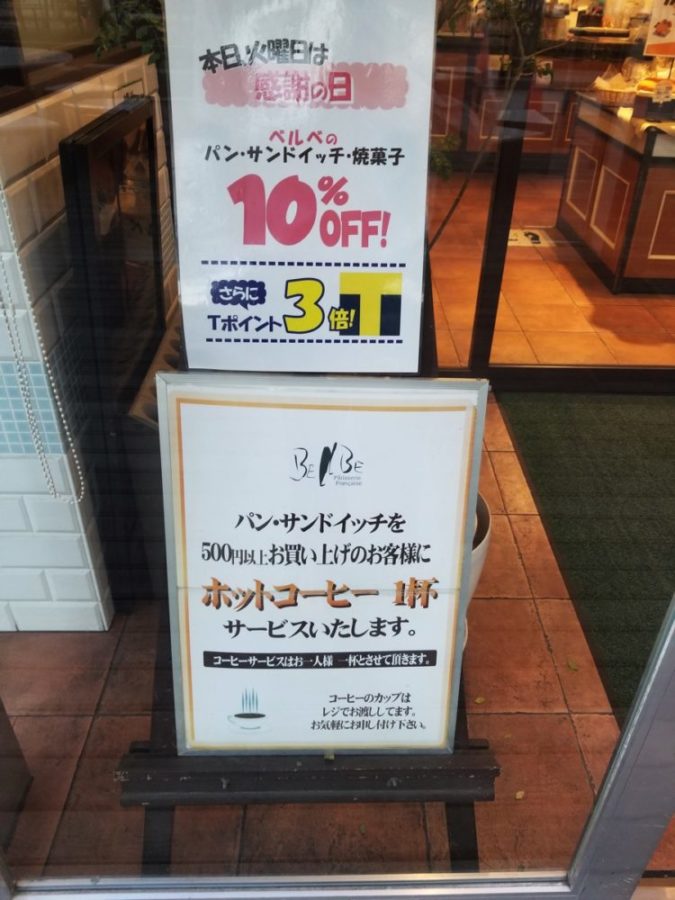 本日、火曜日は
感謝の日
ベルベの
パン・サンドイッチ・焼菓子
10%OFF!
さらに
Tポイント3倍! T
BE BE
Pâtisserie
Française
パン・サンドイッチを
500円以上お買い上げのお客様に
ホットコーヒー 1杯
サービスいたします。
コーヒーサービスはお一人様 一杯とさせて頂きます。
コーヒーのカップは
レジでお渡ししてます。
お気軽にお申し付け下さい。